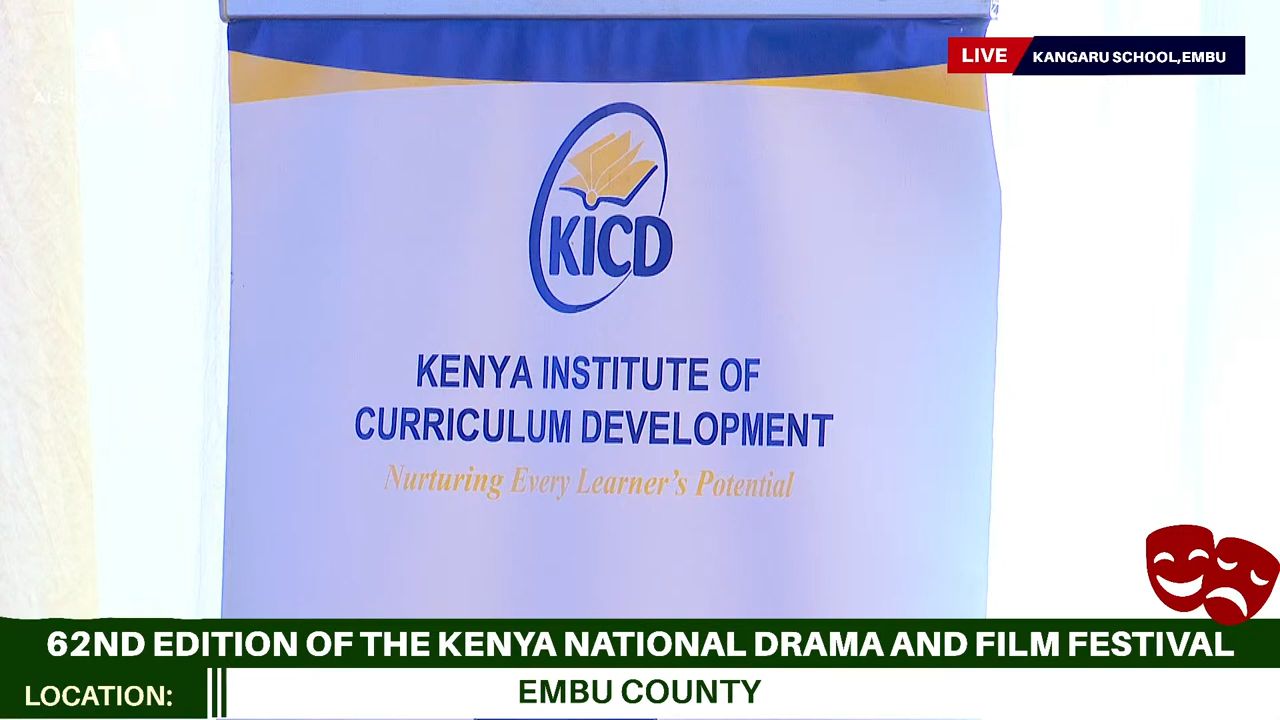 LIVE KANGARU SCHOOL,EMBU
KICD
KENYA INSTITUTE OF
CURRICULUM DEVELOPMENT
Nurturing Every Learner's Potential
62ND EDITION OF THE KENYA NATIONAL DRAMA AND FILM FESTIVAL
LOCATION: EMBU COUNTY